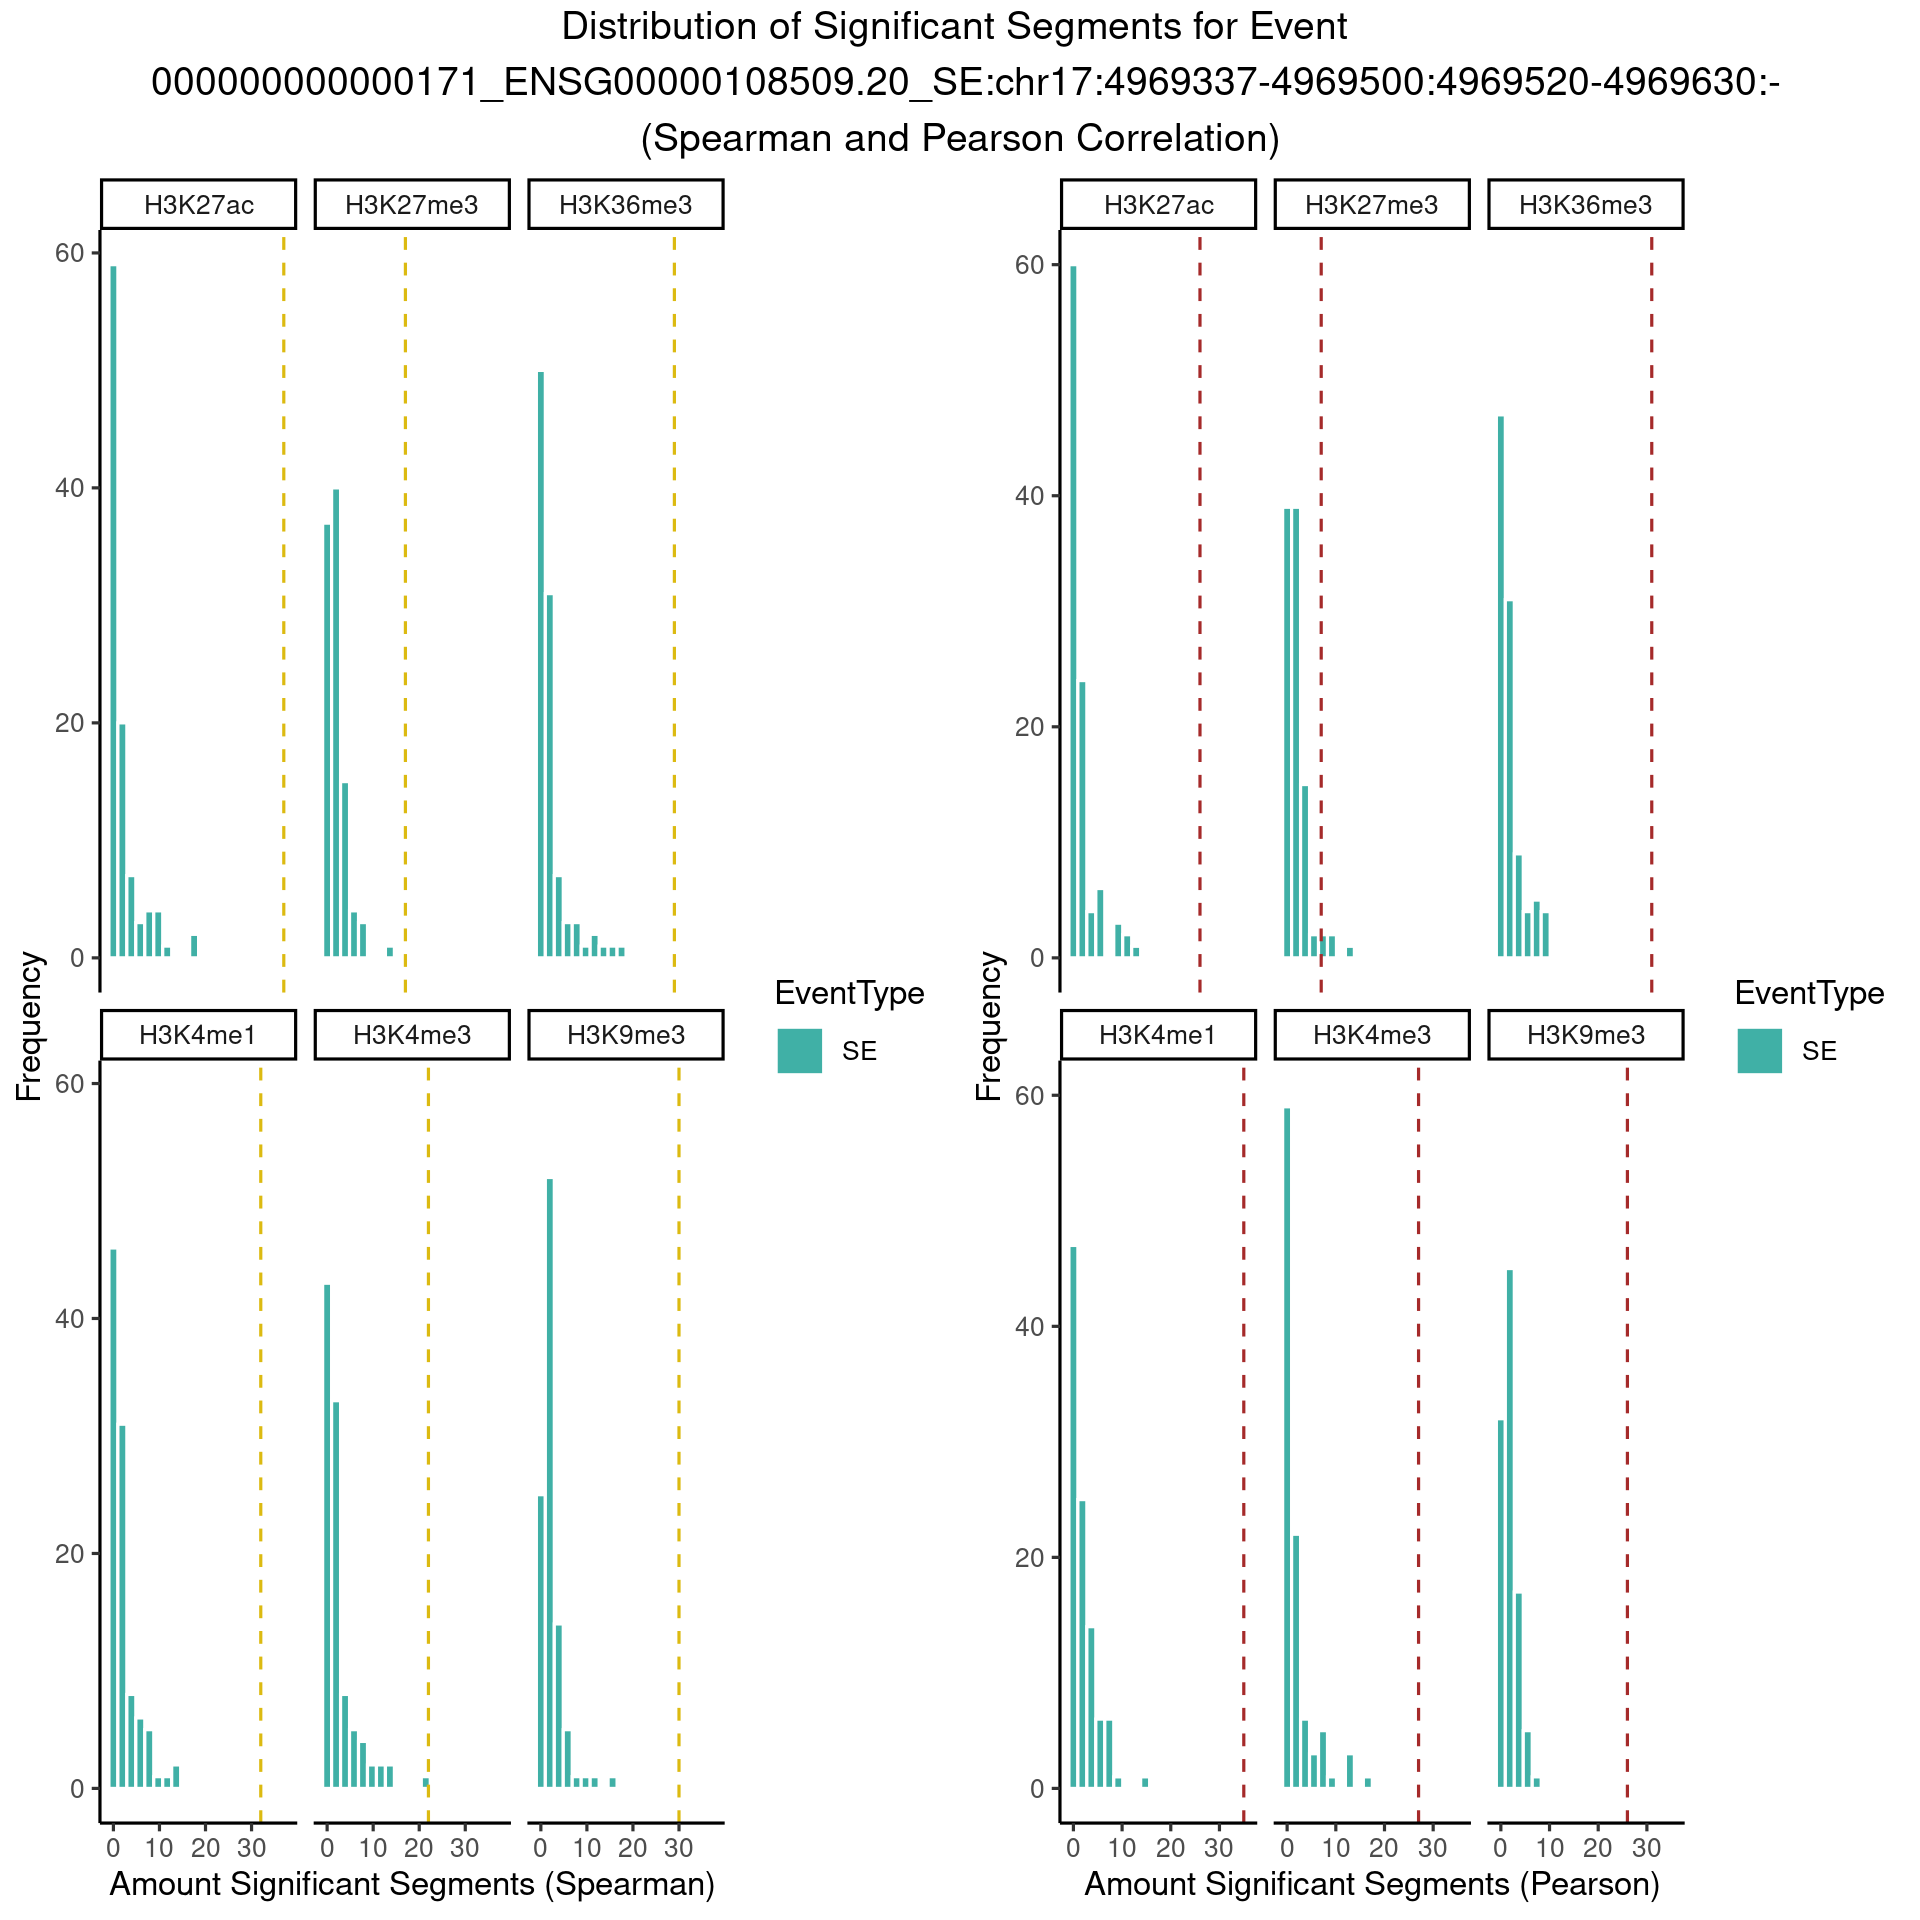 Distribution of Significant Segments for Event
000000000000171_ENSG00000108509.20_SE:chr17:4969337-4969500:4969520-4969630:-
(Spearman and Pearson Correlation)
H3K27ac H3K27me3 H3K36me3
60
40
20
0
H3K4me1 H3K4me3 H3K9me3
60
40
20
0
0 10 20 30 0 10 20 30 0 10 20 30
Frequency
Amount Significant Segments (Spearman)
EventType
SE
H3K27ac H3K27me3 H3K36me3
60
40
20
0
H3K4me1 H3K4me3 H3K9me3
60
40
20
0
0 10 20 30 0 10 20 30 0 10 20 30
Frequency
Amount Significant Segments (Pearson)
EventType
SE